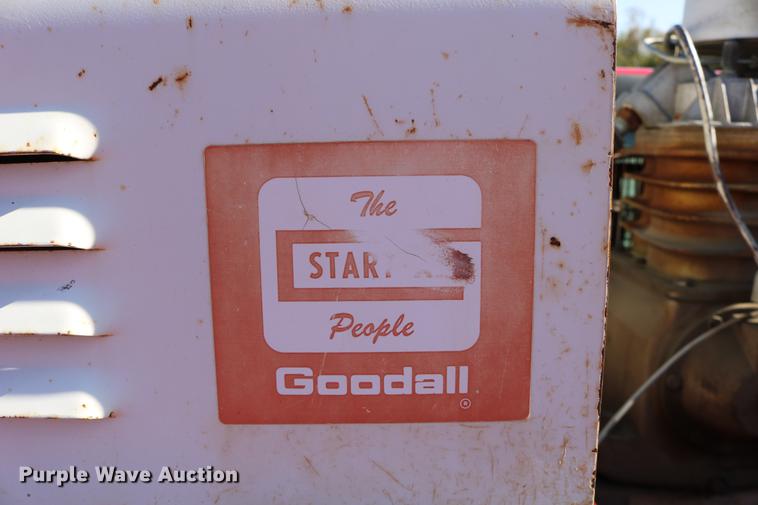 The
STAR
People
Goodall
®
Purple Wave Auction